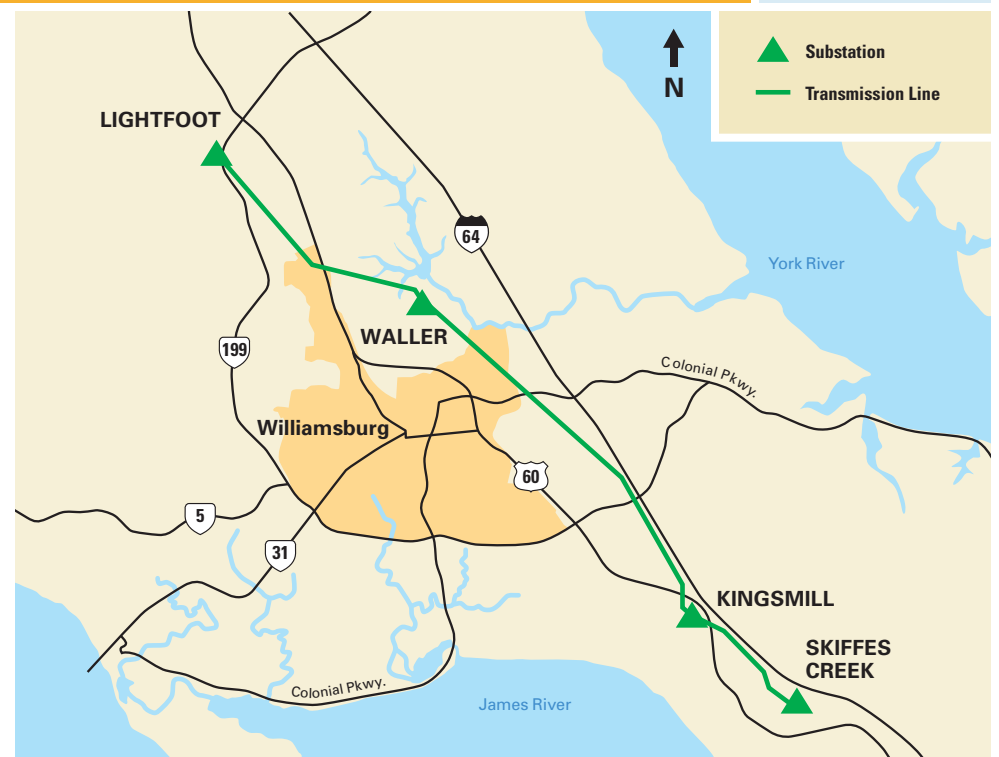 Substation
N
Transmission Line
LIGHTFOOT
64
York River
WALLER
199
Colonial Pkwy.
Williamsburg
60
5
31
KINGSMILL
SKIFFES
CREEK
Colonial Pkwy.
James River